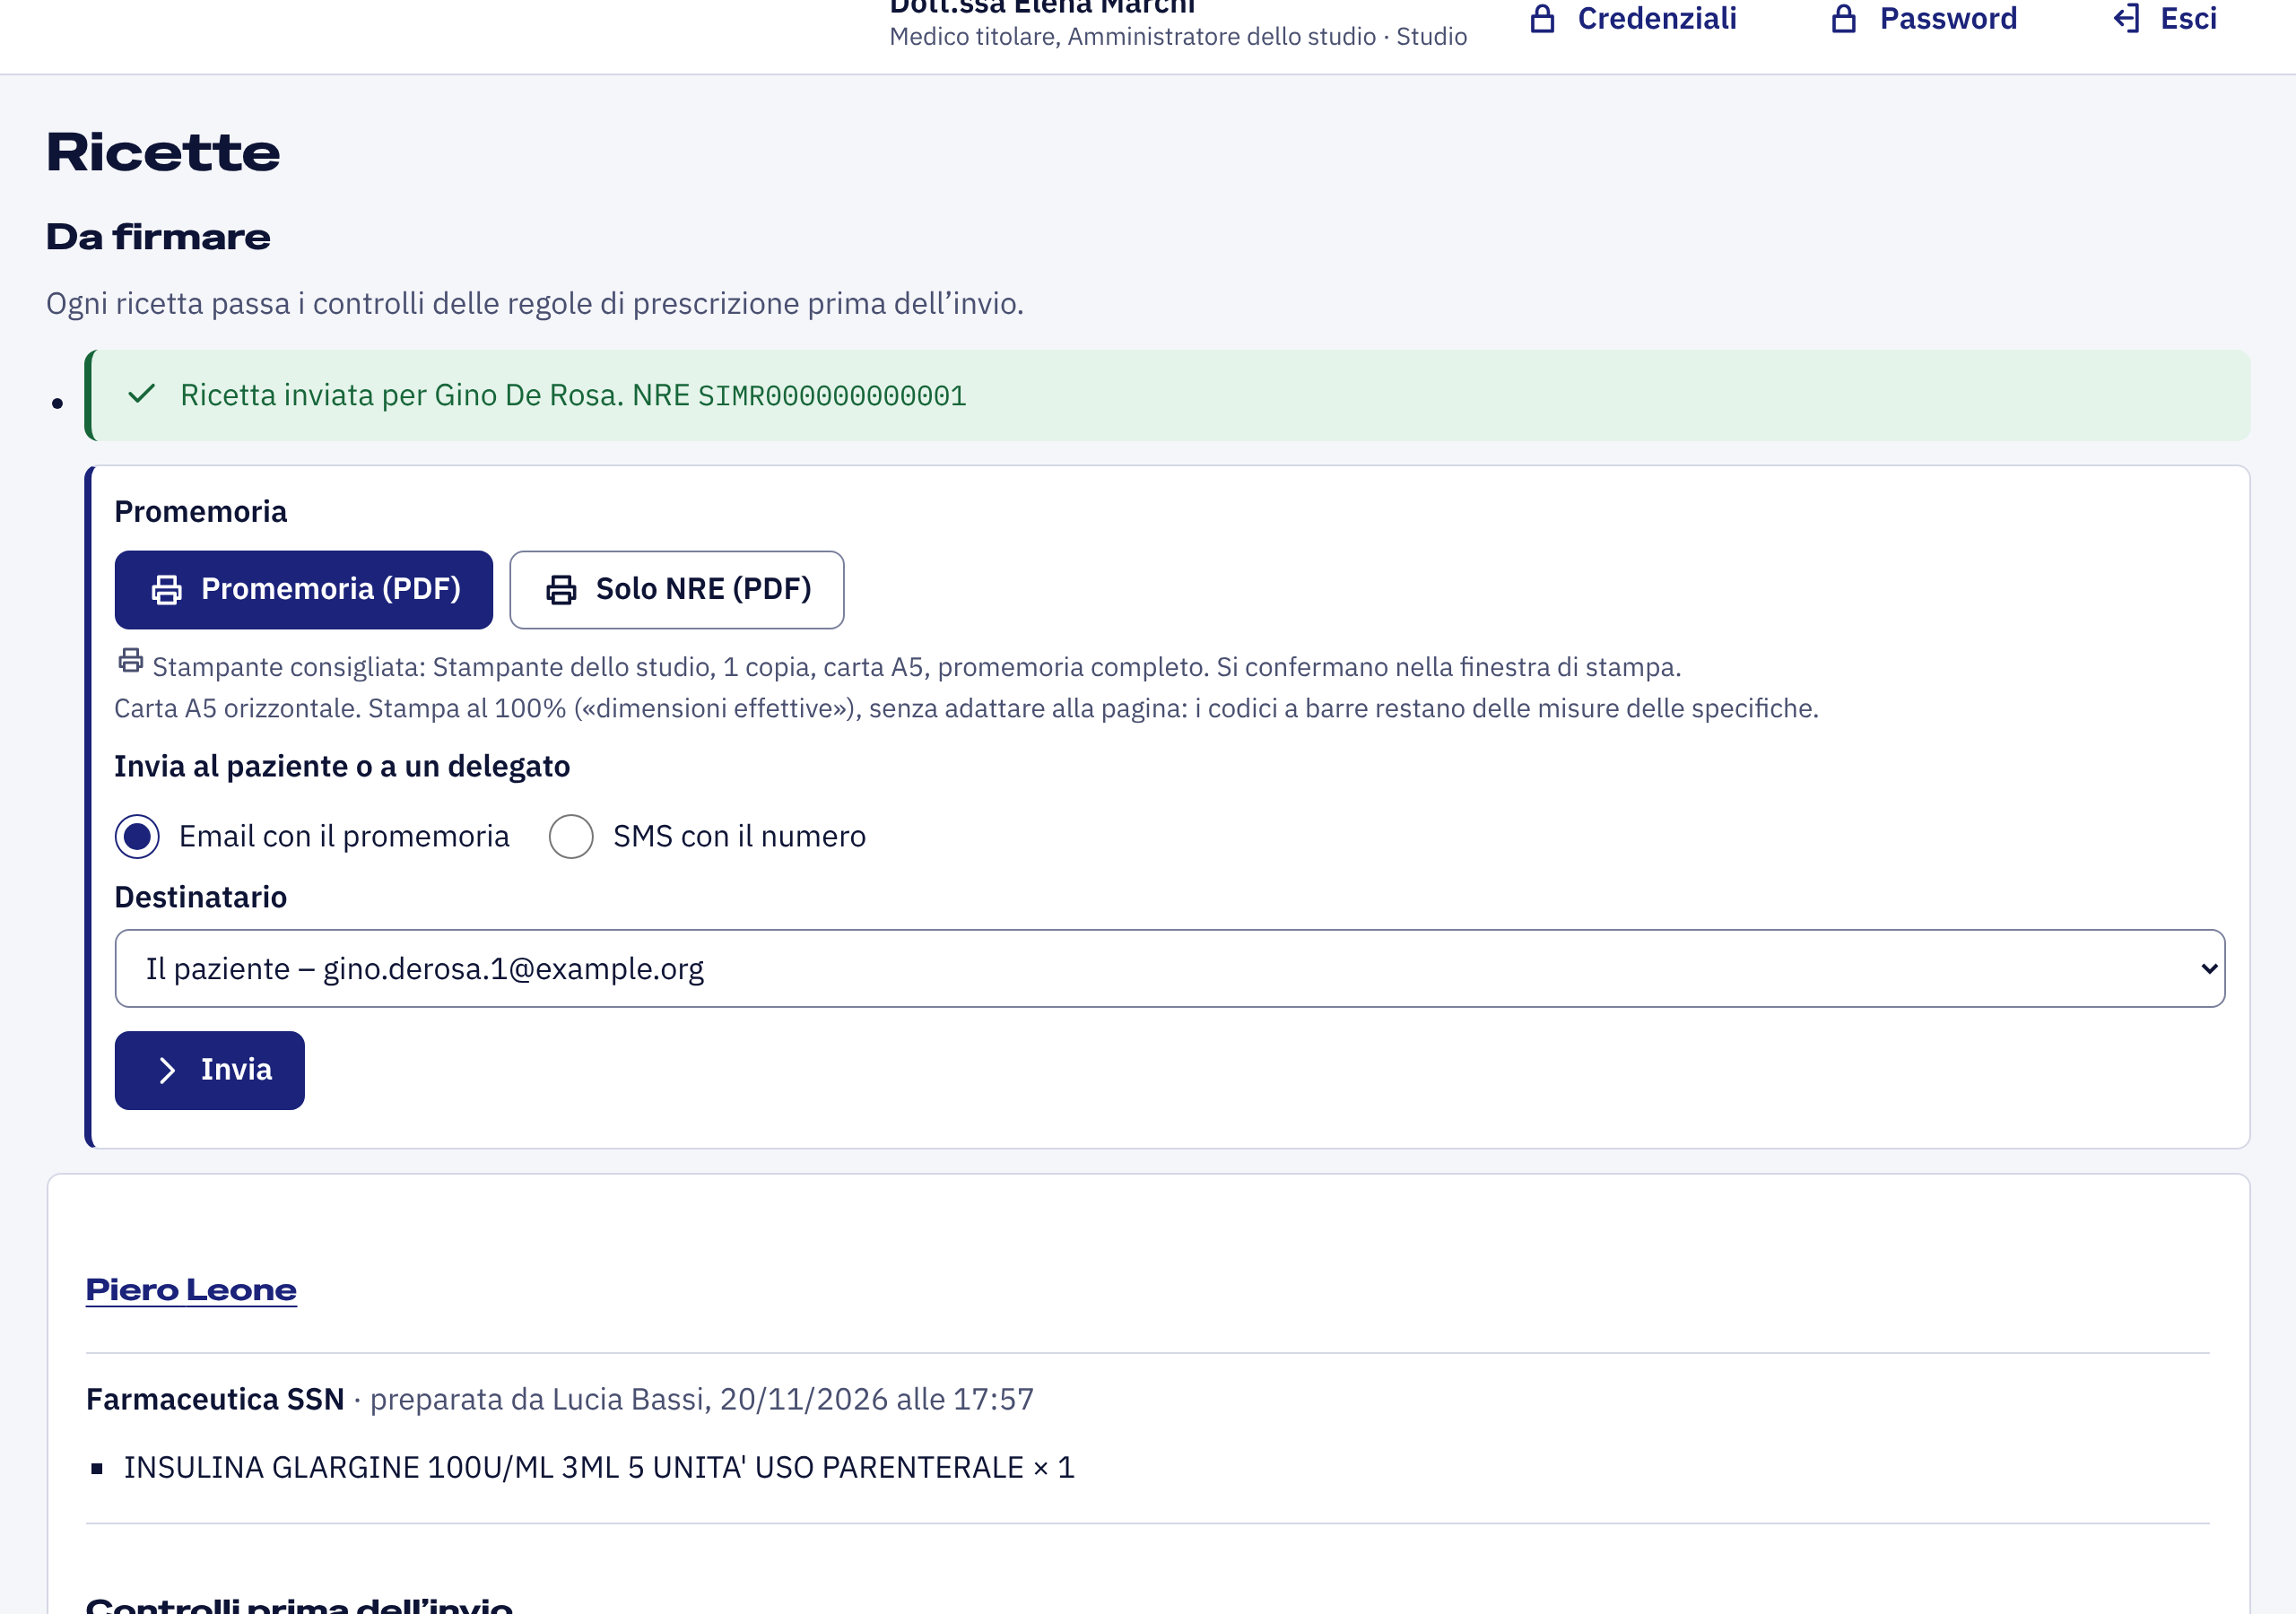 Dott.ssa Elena Marchi
Medico titolare, Amministratore dello studio · Studio
Credenziali
Password
Esci
Ricette
Da firmare
Ogni ricetta passa i controlli delle regole di prescrizione prima dell’invio.
Ricetta inviata per Gino De Rosa. NRE SIMR000000000001
Promemoria
Promemoria (PDF)
Solo NRE (PDF)
Stampante consigliata: Stampante dello studio, 1 copia, carta A5, promemoria completo. Si confermano nella finestra di stampa.
Carta A5 orizzontale. Stampa al 100% («dimensioni effettive»), senza adattare alla pagina: i codici a barre restano delle misure delle specifiche.
Invia al paziente o a un delegato
Email con il promemoria
SMS con il numero
Destinatario
Il paziente – gino.derosa.1@example.org
Invia
Piero Leone
Farmaceutica SSN · preparata da Lucia Bassi, 20/11/2026 alle 17:57
INSULINA GLARGINE 100U/ML 3ML 5 UNITA' USO PARENTERALE × 1
Controlli prima dell’invio